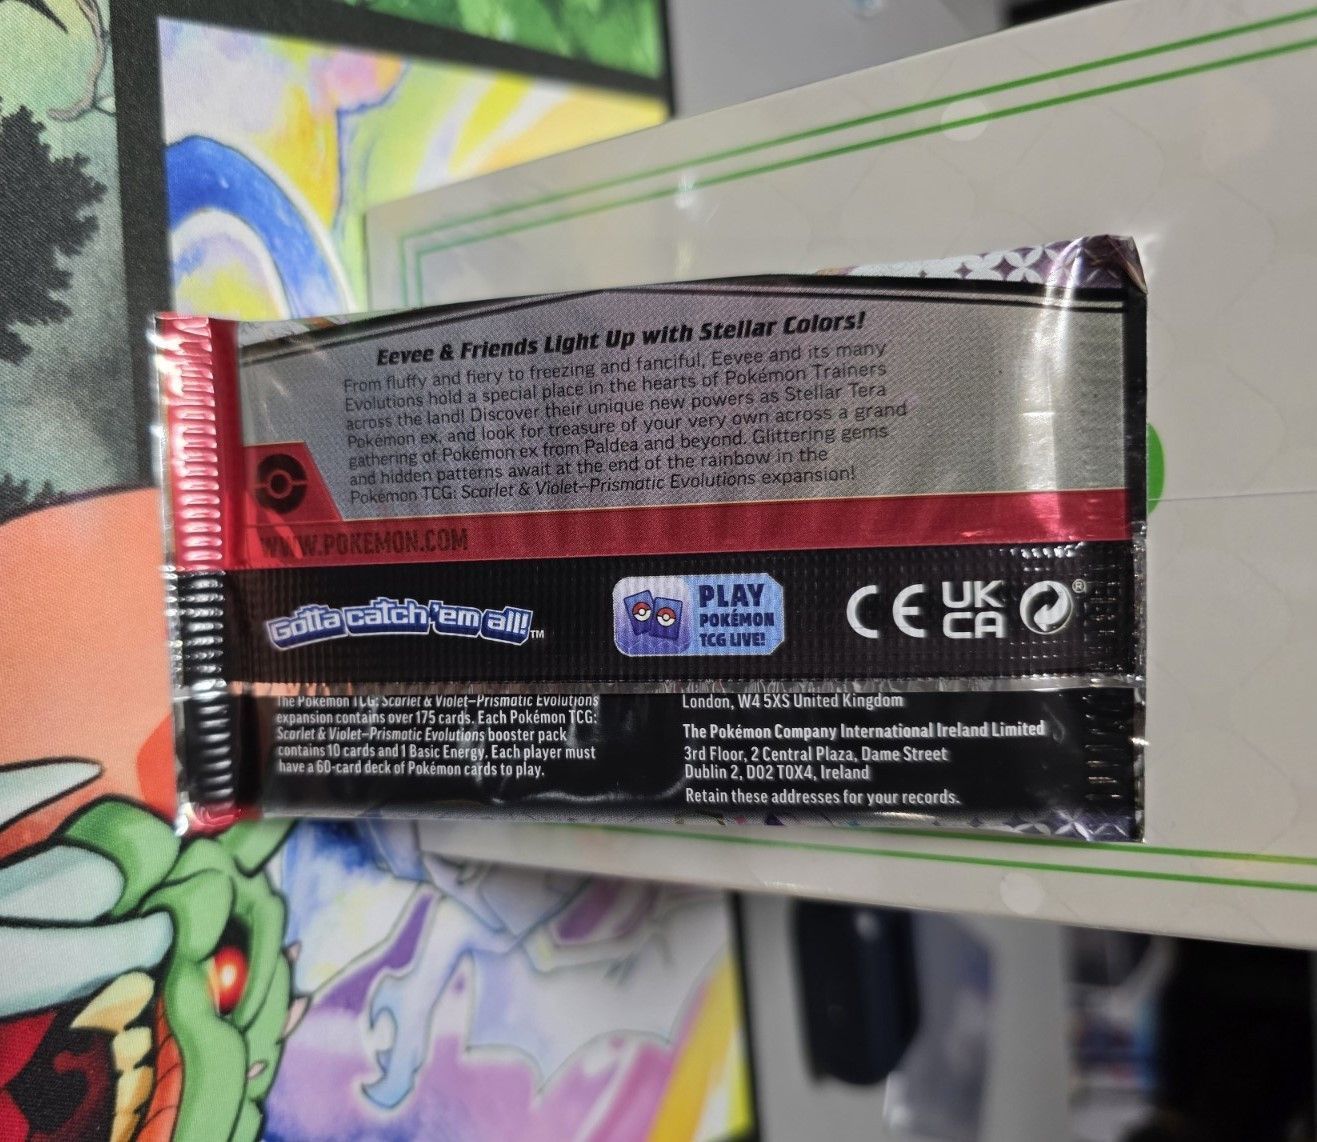 Eevee & Friends Light Up with Stellar Colors!
From fluffy and fiery to freezing and fanciful, Eevee and its many
Evolutions hold a special place in the hearts of Pokémon Trainers
across the land! Discover their unique new powers as Stellar Tera
Pokémon ex, and look for treasure of your very own across a grand
gathering of Pokémon ex from Paldea and beyond. Glittering gems
and hidden patterns await at the end of the rainbow in the
Pokémon TCG: Scarlet & Violet–Prismatic Evolutions expansion!
WWW.POKEMON.COM
Gotta catch 'em all!™
PLAY
POKÉMON
TCG LIVE!
CE
UK
CA
®
The Pokémon TCG: Scarlet & Violet–Prismatic Evolutions
expansion contains over 175 cards. Each Pokémon TCG:
Scarlet & Violet–Prismatic Evolutions booster pack
contains 10 cards and 1 Basic Energy. Each player must
have a 60-card deck of Pokémon cards to play.
London, W4 5XS United Kingdom
The Pokémon Company International Ireland Limited
3rd Floor, 2 Central Plaza, Dame Street
Dublin 2, D02 T0X4, Ireland
Retain these addresses for your records.